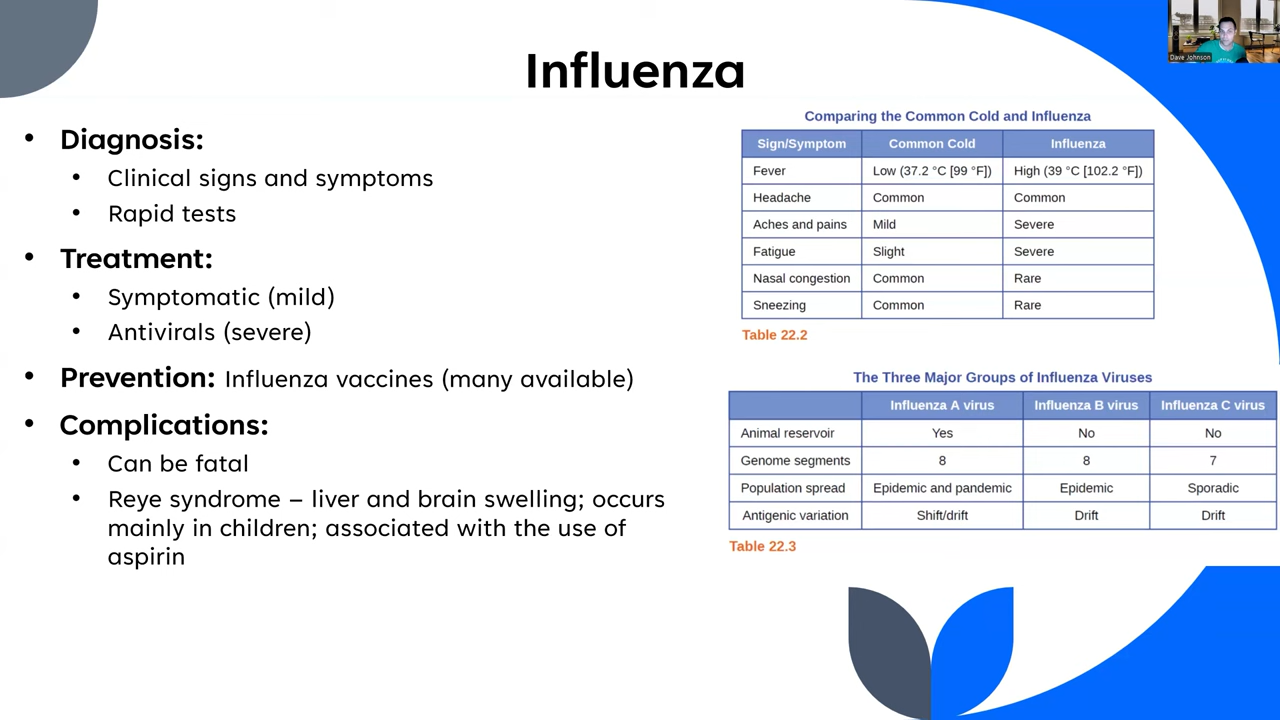 Influenza
• Diagnosis:
• Clinical signs and symptoms
• Rapid tests
• Treatment:
• Symptomatic (mild)
• Antivirals (severe)
• Prevention: Influenza vaccines (many available)
• Complications:
• Can be fatal
• Reye syndrome – liver and brain swelling; occurs
mainly in children; associated with the use of
aspirin
Comparing the Common Cold and Influenza
Sign/Symptom Common Cold Influenza
Fever Low (37.2 °C [99 °F]) High (39 °C [102.2 °F])
Headache Common Common
Aches and pains Mild Severe
Fatigue Slight Severe
Nasal congestion Common Rare
Sneezing Common Rare
Table 22.2
The Three Major Groups of Influenza Viruses
Influenza A virus Influenza B virus Influenza C virus
Animal reservoir Yes No No
Genome segments 8 8 7
Population spread Epidemic and pandemic Epidemic Sporadic
Antigenic variation Shift/drift Drift Drift
Table 22.3
Dave Johnson